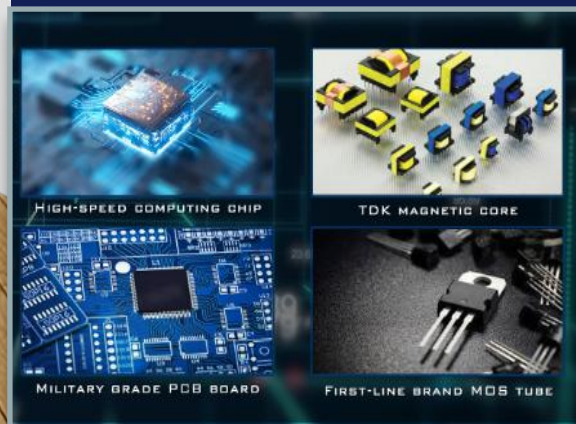 HIGH-SPEED COMPUTING CHIP
TDK MAGNETIC CORE
MILITARY GRADE PCB BOARD
FIRST-LINE BRAND MOS TUBE